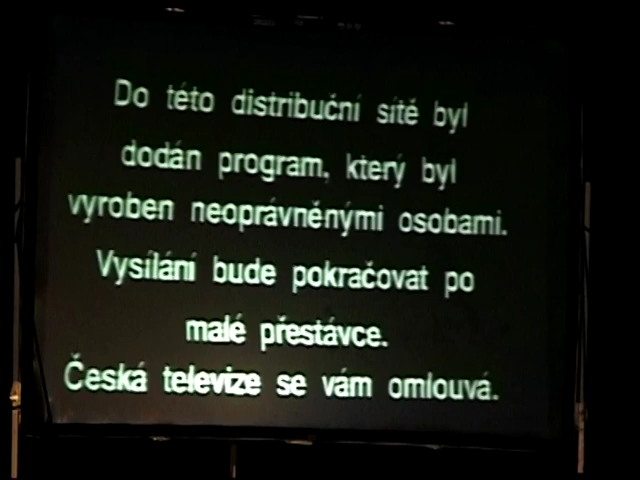 Do této distribuční sítě byl
dodán program, který byl
vyroben neoprávněnými osobami.
Vysílání bude pokračovat po
malé přestávce.
Česká televize se vám omlouvá.